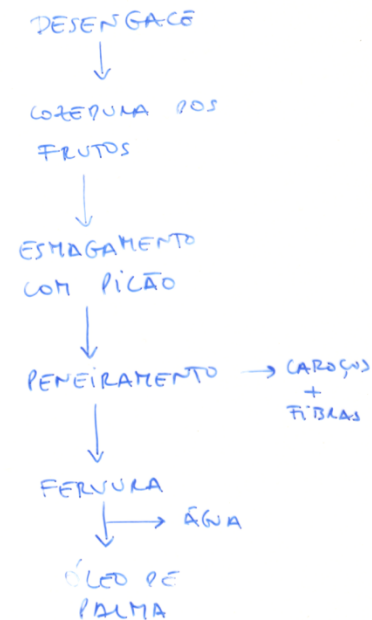 DESENGACE
COZEDURA DOS
FRUTOS
ESMAGAMENTO
COM PILÃO
PENEIRAMENTO → CAROÇOS
+
FIBRAS
FERVURA
→ ÁGUA
ÓLEO DE
PALMA